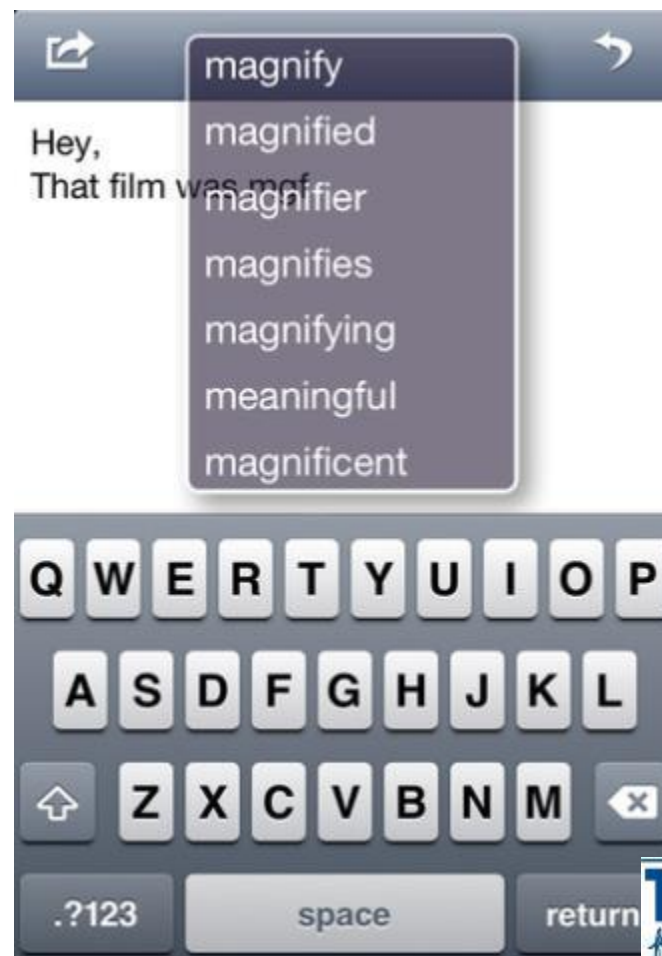 magnify
Hey,
magnified
That film was mgf
magnifier
magnifies
magnifying
meaningful
magnificent
Q W E R T Y U I O P
A S D F G H J K L
Z X C V B N M
.?123 space return